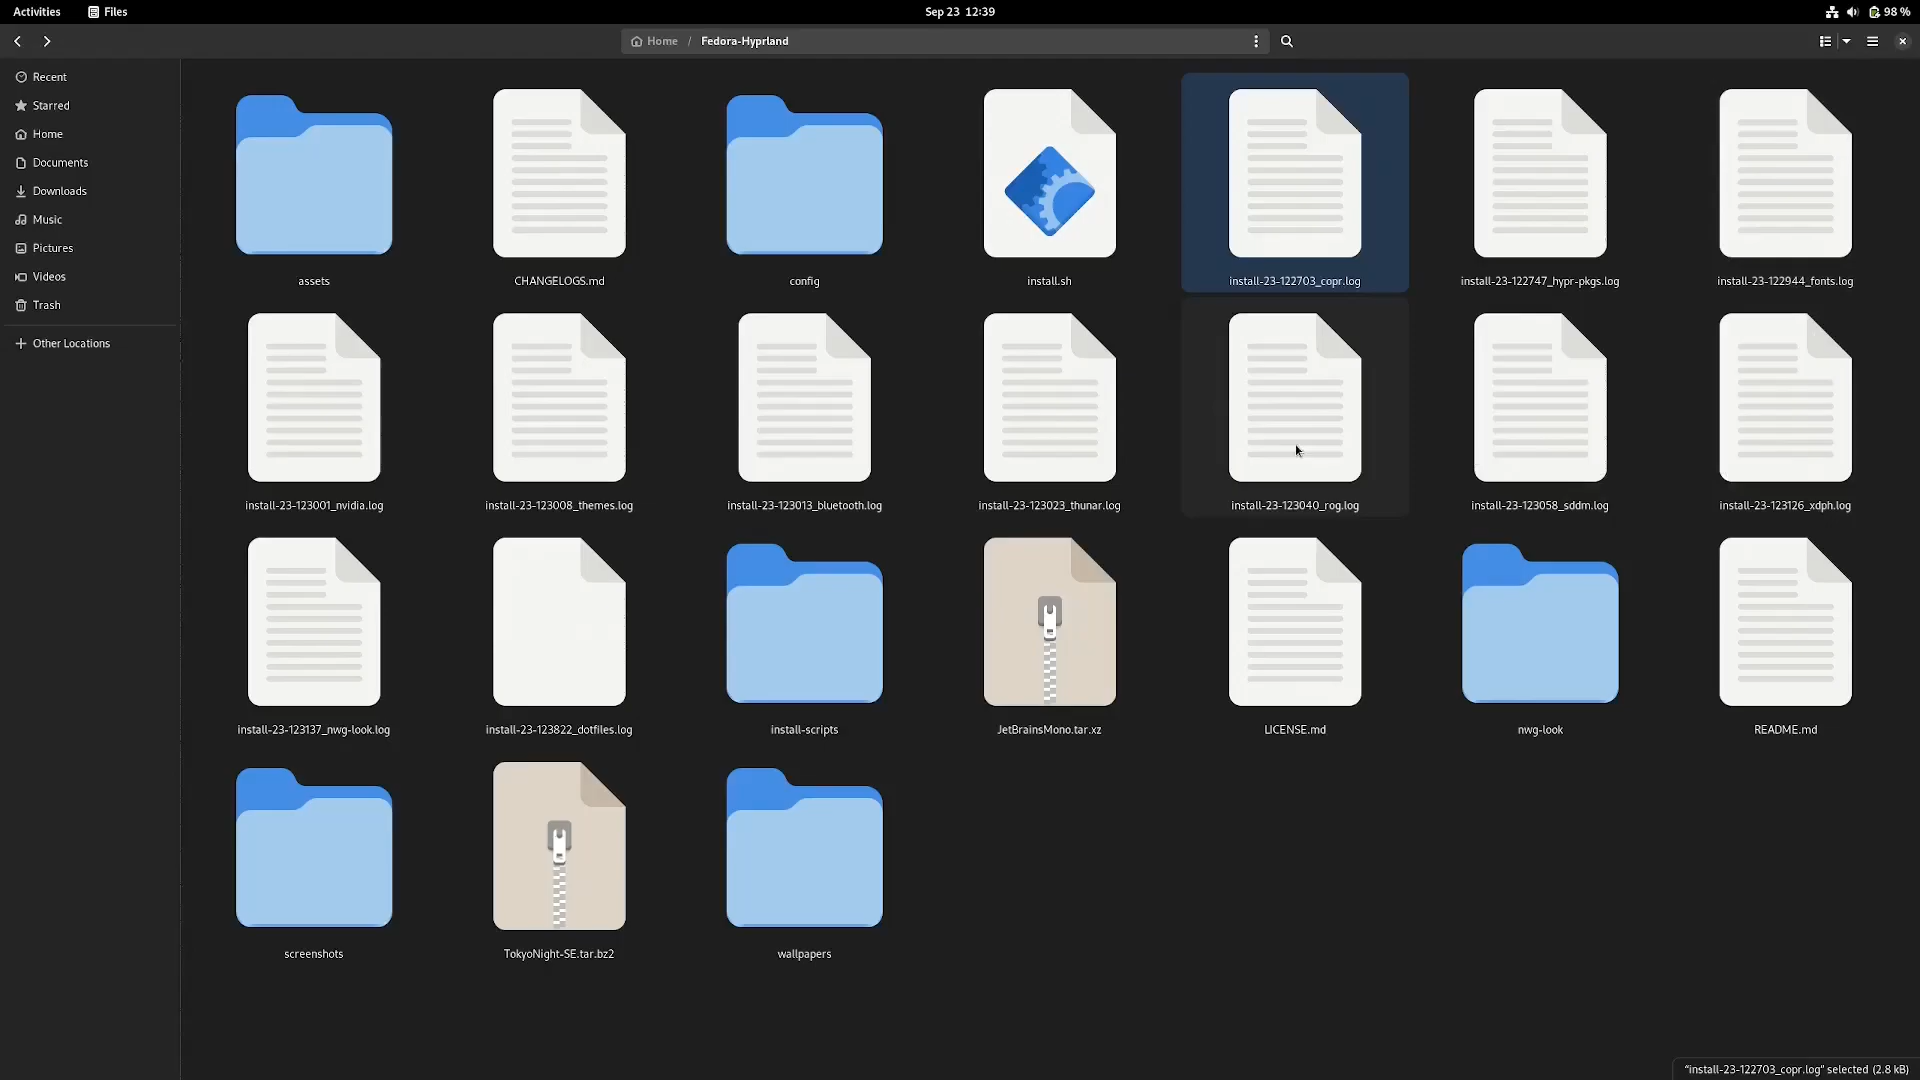 Activities
Files
Sep 23 12:39
98 %
Home / Fedora-Hyprland
Recent
Starred
Home
Documents
Downloads
Music
Pictures
Videos
Trash
Other Locations
assets
CHANGELOGS.md
config
install.sh
install-23-122703_copr.log
install-23-122747_hypr-pkgs.log
install-23-122944_fonts.log
install-23-123001_nvidia.log
install-23-123008_themes.log
install-23-123013_bluetooth.log
install-23-123023_thunar.log
install-23-123040_rog.log
install-23-123058_sddm.log
install-23-123126_xdph.log
install-23-123137_nwg-look.log
install-23-123822_dotfiles.log
install-scripts
JetBrainsMono.tar.xz
LICENSE.md
nwg-look
README.md
screenshots
TokyoNight-SE.tar.bz2
wallpapers
"install-23-122703_copr.log" selected (2.8 kB)